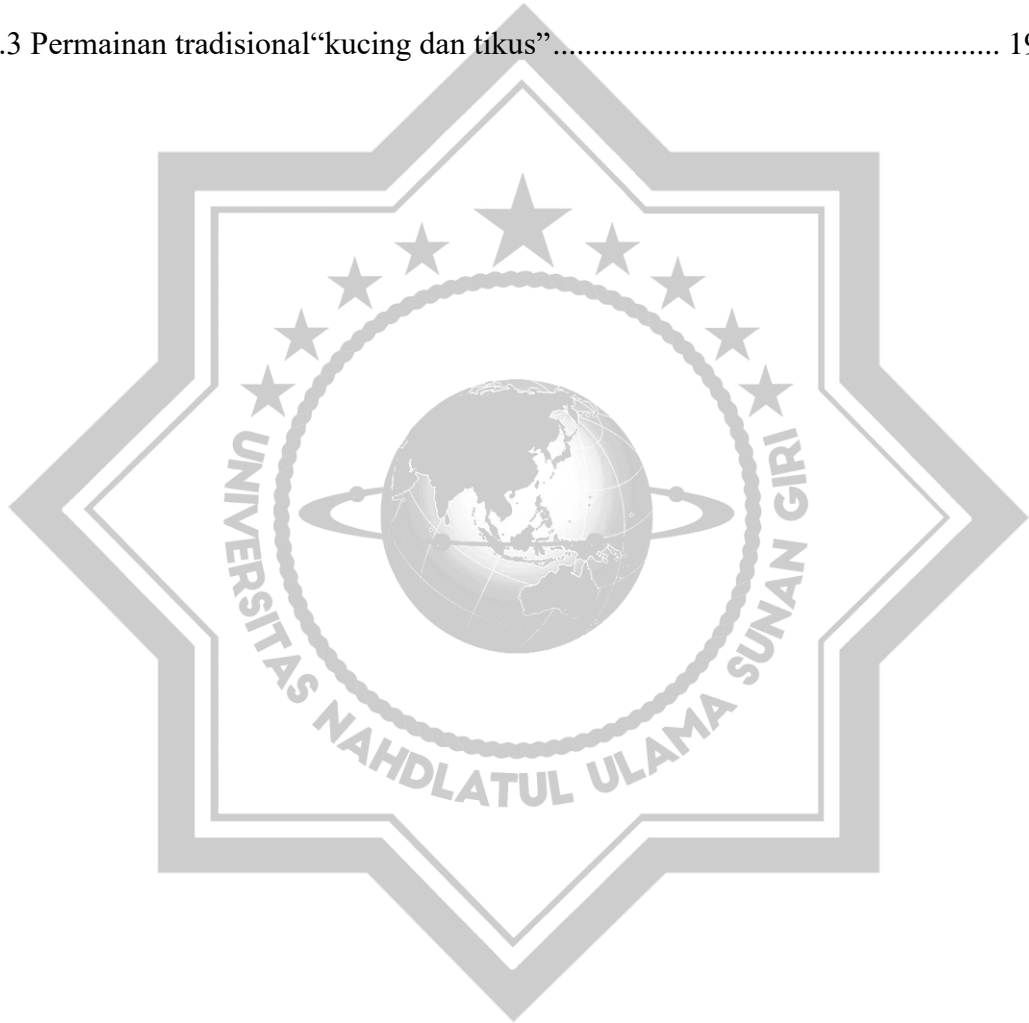 .3 Permainan tradisional“kucing dan tikus”........................................................ 19
UNIVERSITAS NAHDLATUL ULAMA SUNAN GIRI